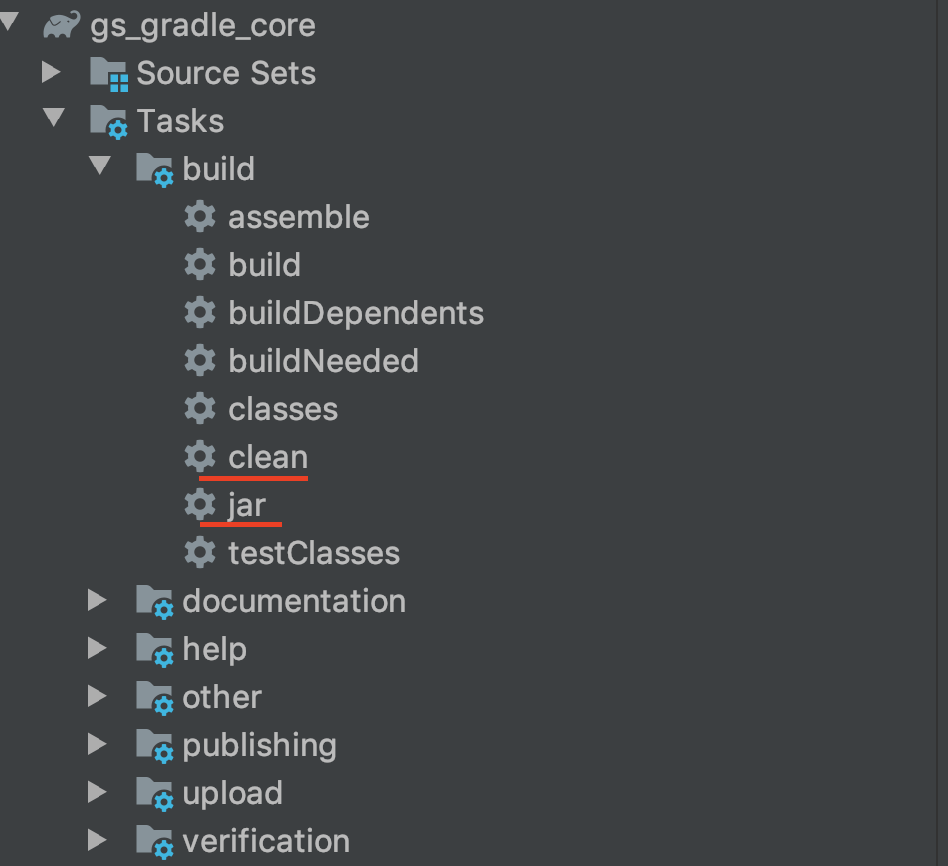 gs_gradle_core
Source Sets
Tasks
build
assemble
build
buildDependents
buildNeeded
classes
clean
jar
testClasses
documentation
help
other
publishing
upload
verification